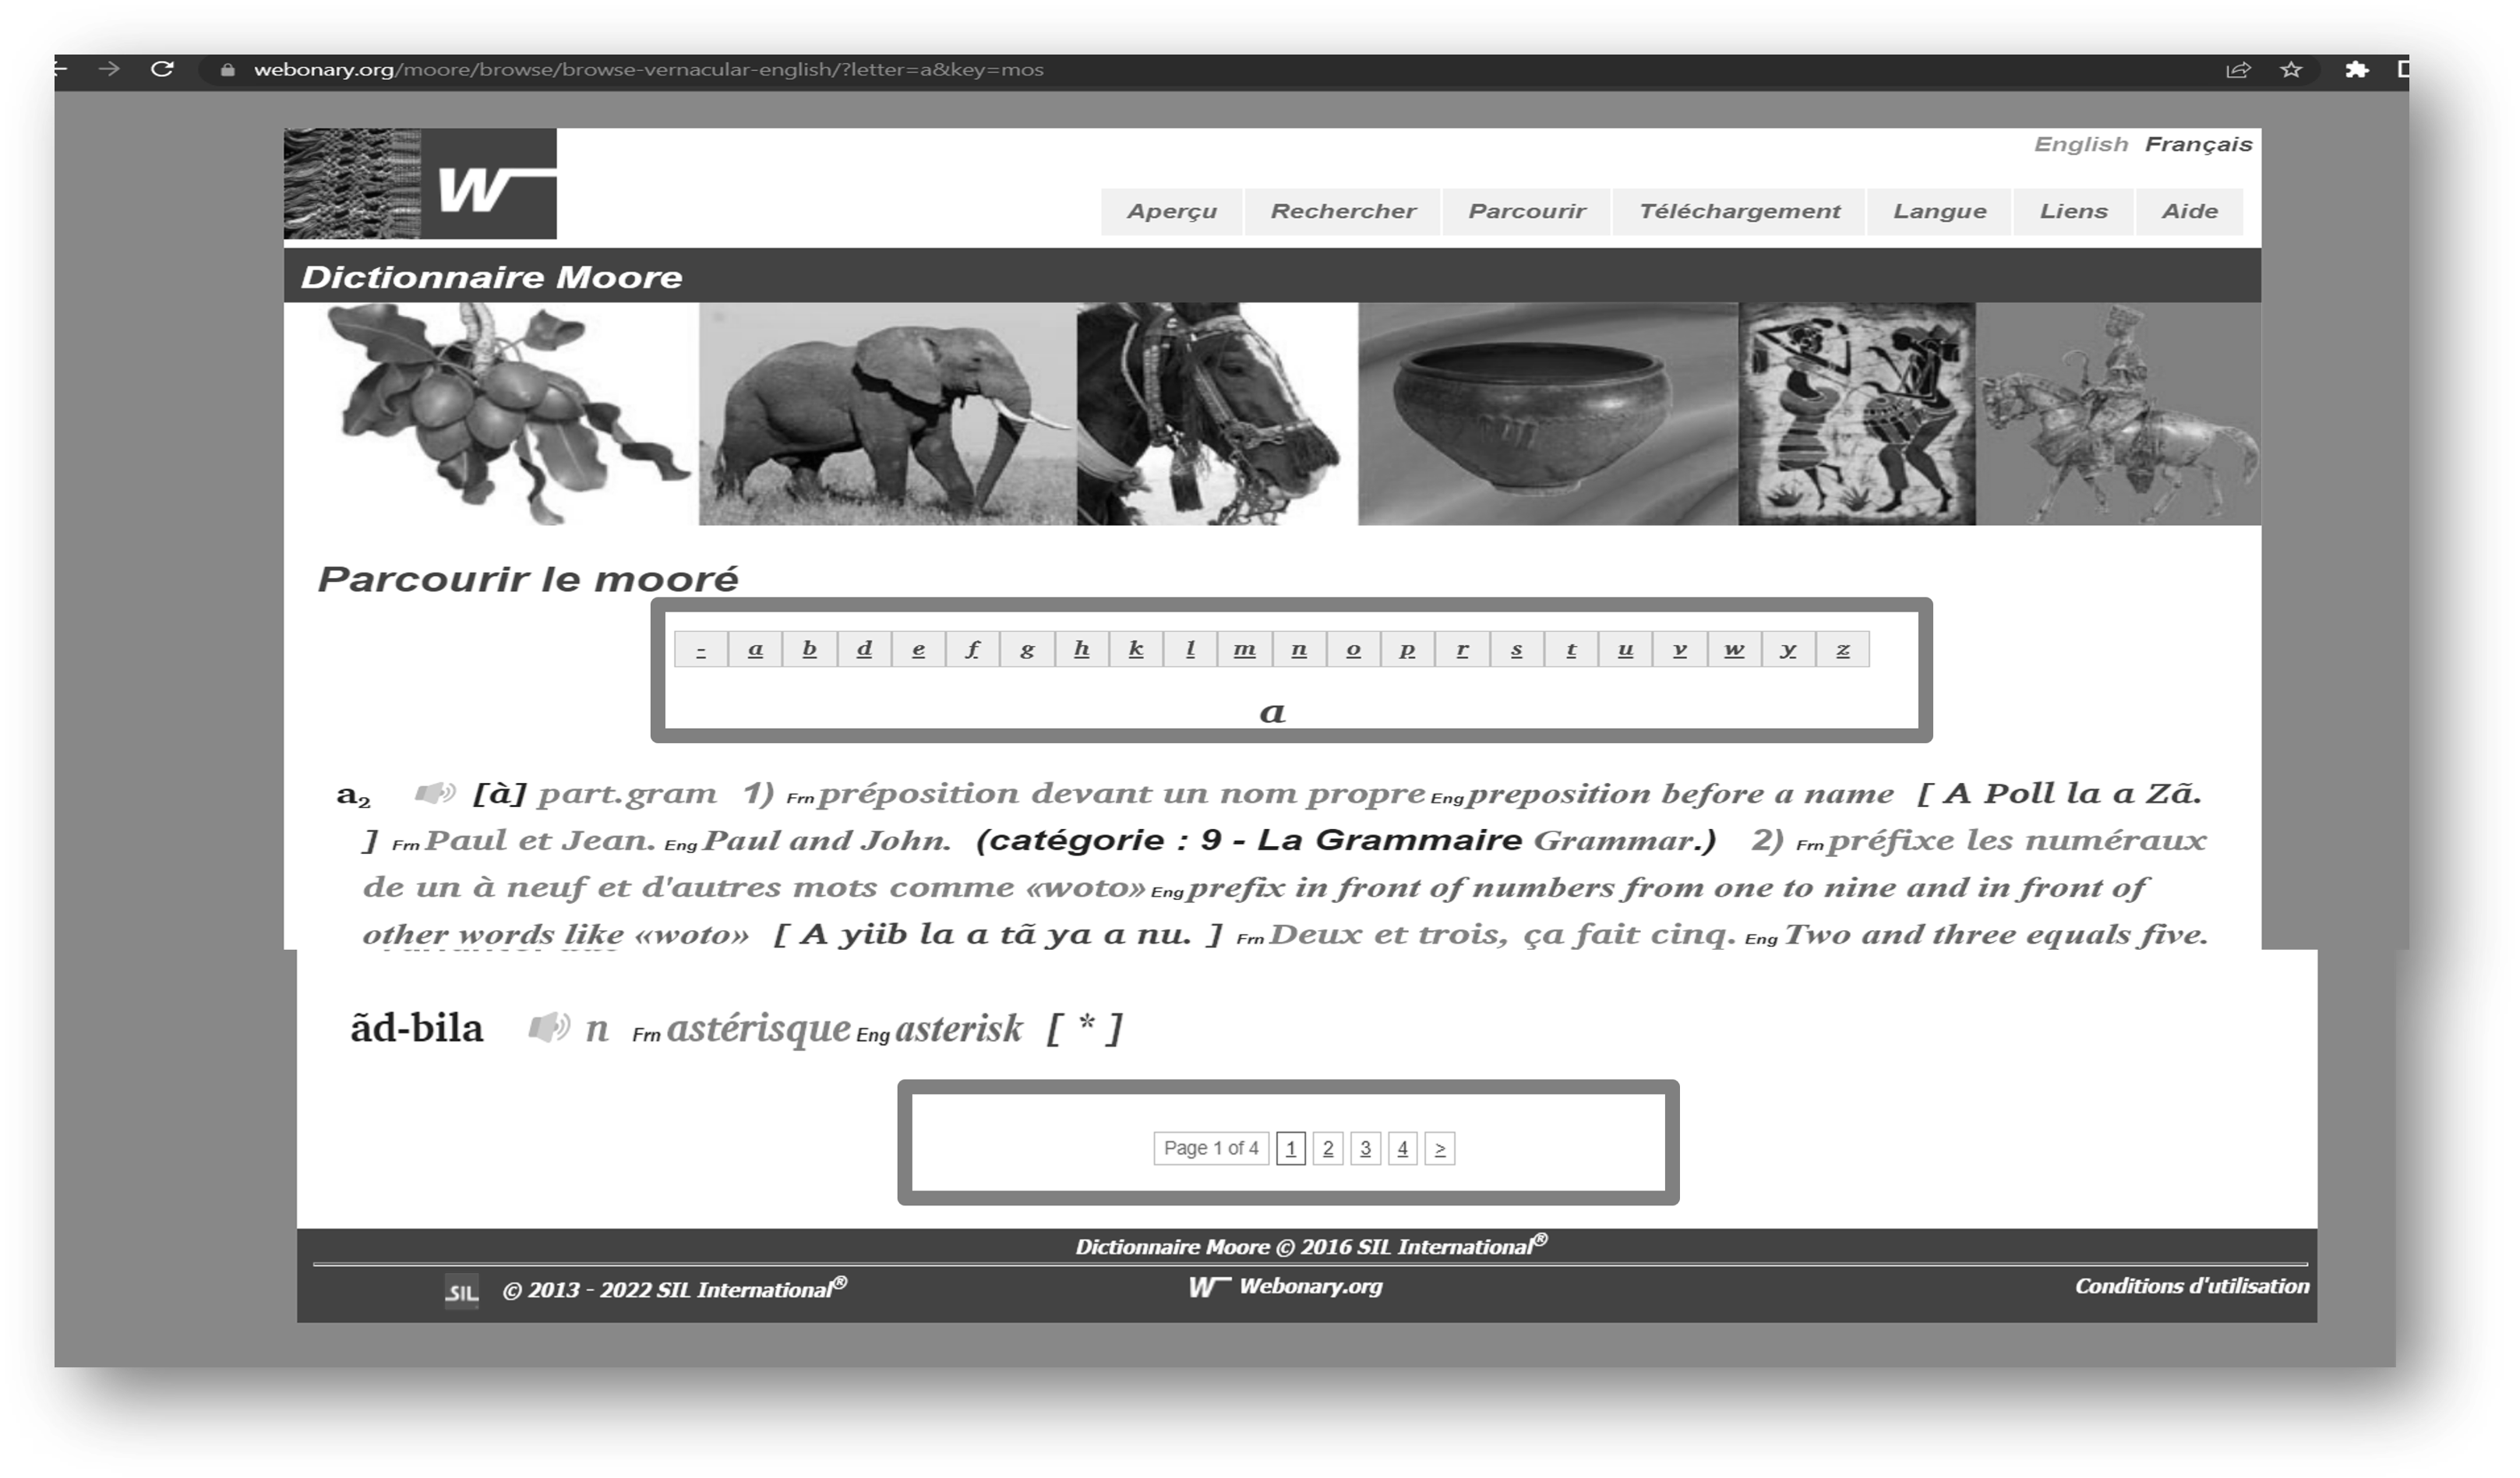 webonary.org/moore/browse/browse-vernacular-english/?letter=a&key=mos
English Français
W
Aperçu Rechercher Parcourir Téléchargement Langue Liens Aide
Dictionnaire Moore
Parcourir le mooré
- a b d e f g h k l m n o p r s t u v w y z
a
a₂ [à] part.gram 1) Frn préposition devant un nom propre Eng preposition before a name [ A Poll la a Zã.
] Frn Paul et Jean. Eng Paul and John. (catégorie : 9 - La Grammaire Grammar.) 2) Frn préfixe les numéraux
de un à neuf et d'autres mots comme «woto» Eng prefix in front of numbers from one to nine and in front of
other words like «woto» [ A yiib la a tã ya a nu. ] Frn Deux et trois, ça fait cinq. Eng Two and three equals five.
ãd-bila n Frn astérisque Eng asterisk [ * ]
Page 1 of 4 1 2 3 4 >
Dictionnaire Moore © 2016 SIL International®
SIL © 2013 - 2022 SIL International® W Webonary.org Conditions d'utilisation